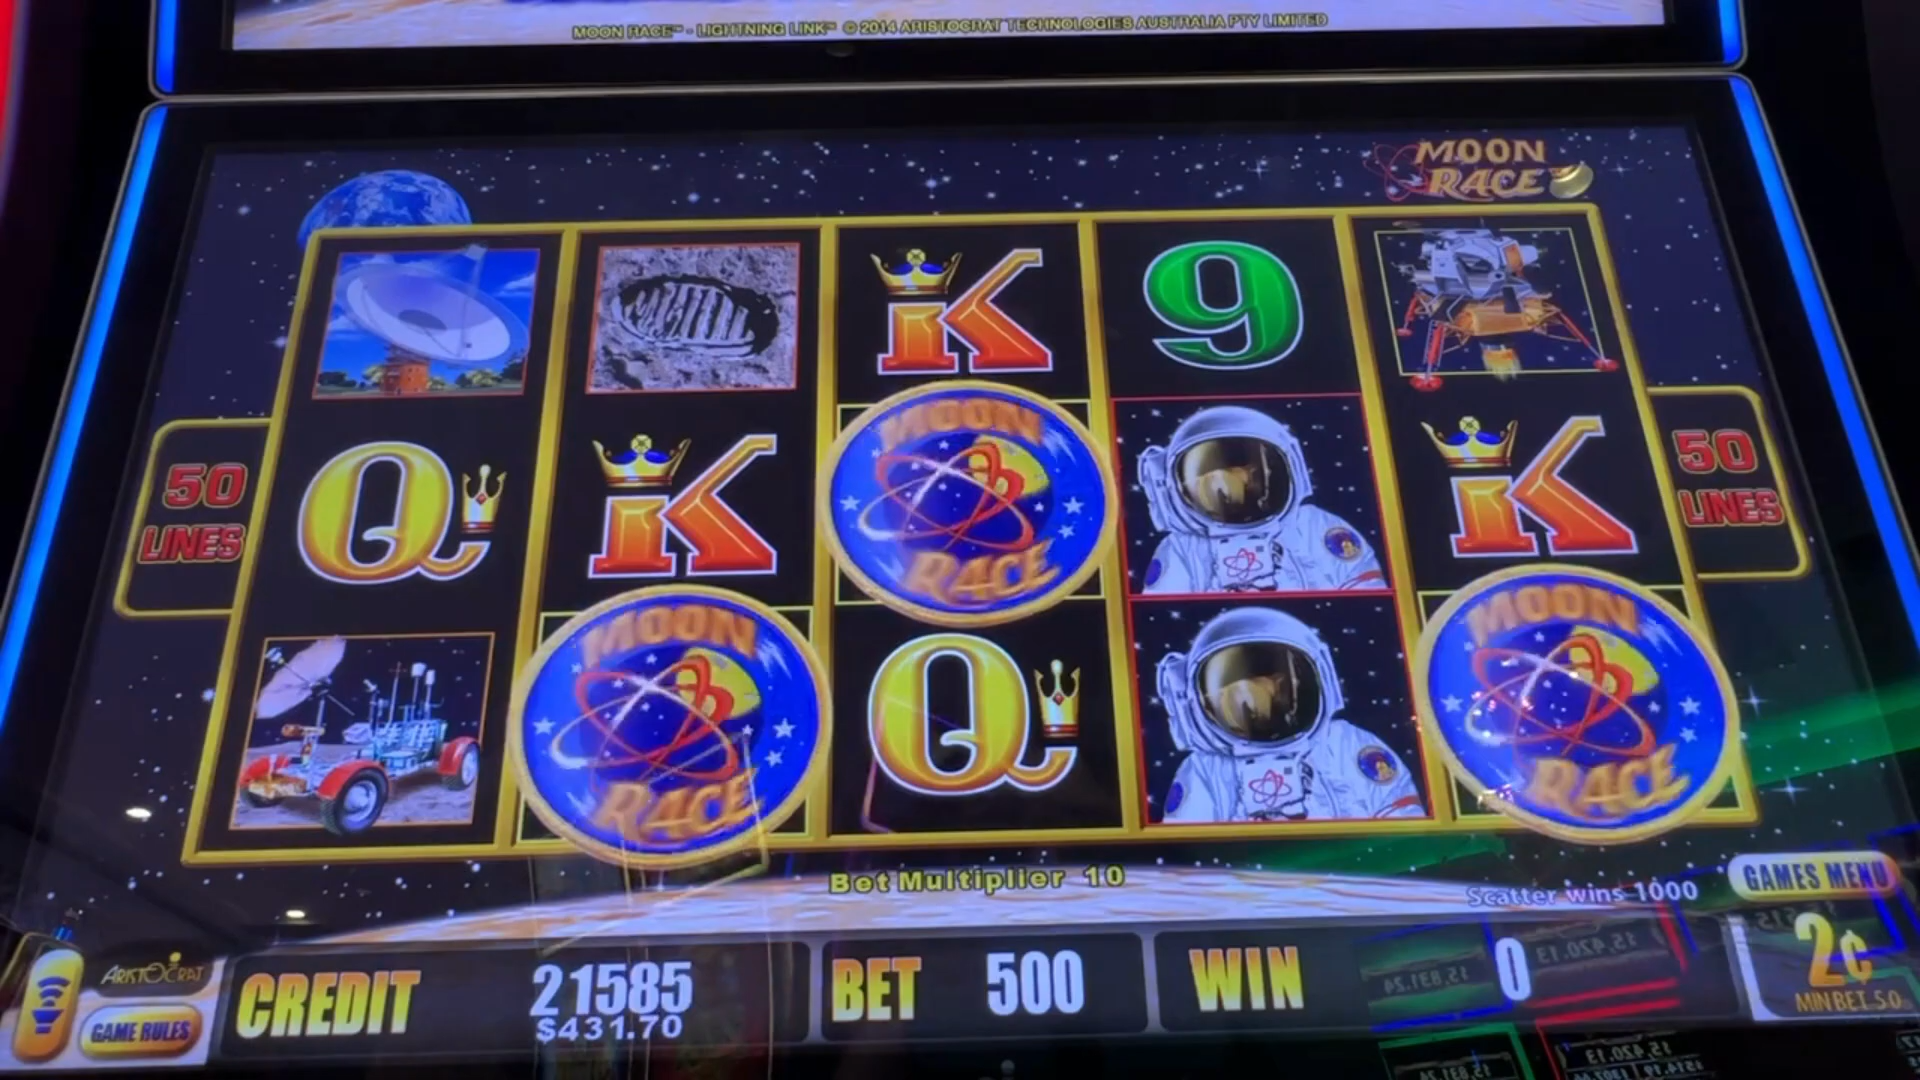 MOON RACE™ - LIGHTNING LINK™ © 2014 ARISTOCRAT TECHNOLOGIES AUSTRALIA PTY LIMITED
MOON
RACE
K
9
50
LINES
Q
K
MOON
RACE
K
50
LINES
MOON
RACE
Q
MOON
RACE
Bet Multiplier 10
Scatter wins 1000
GAMES MENU
ARISTOCRAT
GAME RULES
CREDIT
21585
$431.70
BET
500
WIN
0
2¢
MIN BET 50